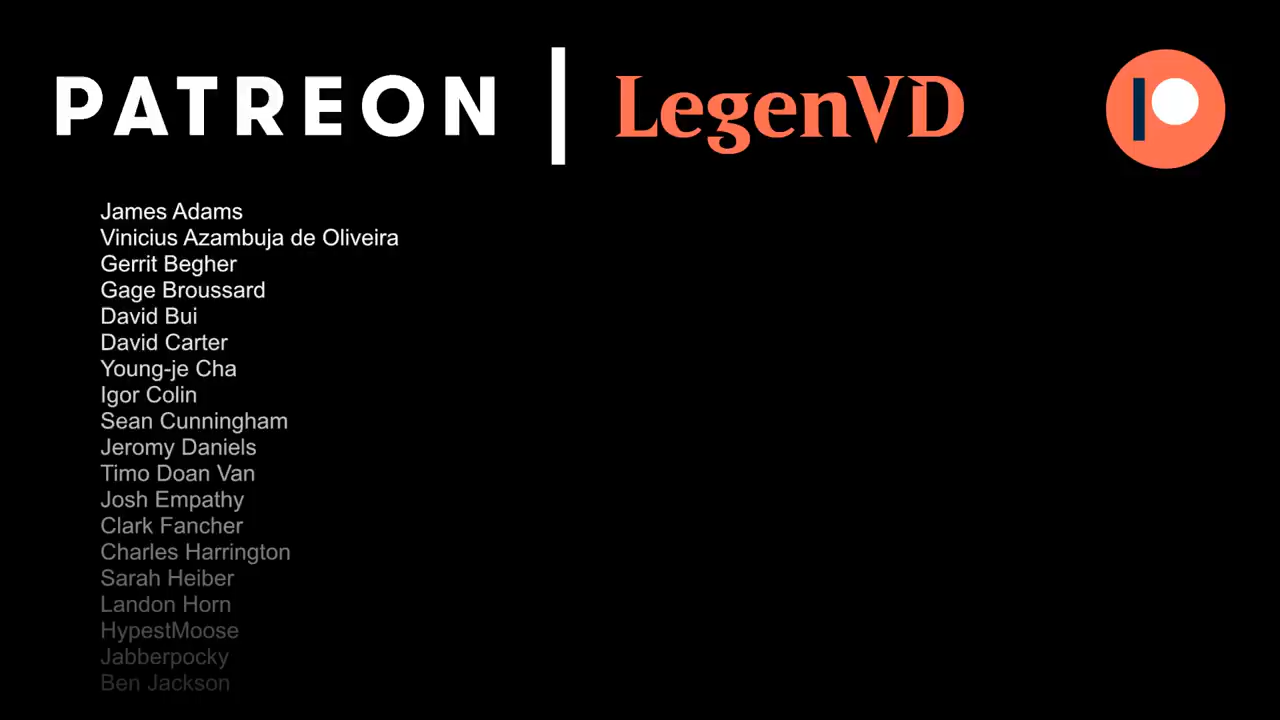 PATREON | LegenVD
James Adams
Vinicius Azambuja de Oliveira
Gerrit Begher
Gage Broussard
David Bui
David Carter
Young-je Cha
Igor Colin
Sean Cunningham
Jeromy Daniels
Timo Doan Van
Josh Empathy
Clark Fancher
Charles Harrington
Sarah Heiber
Landon Horn
HypestMoose
Jabberpocky
Ben Jackson